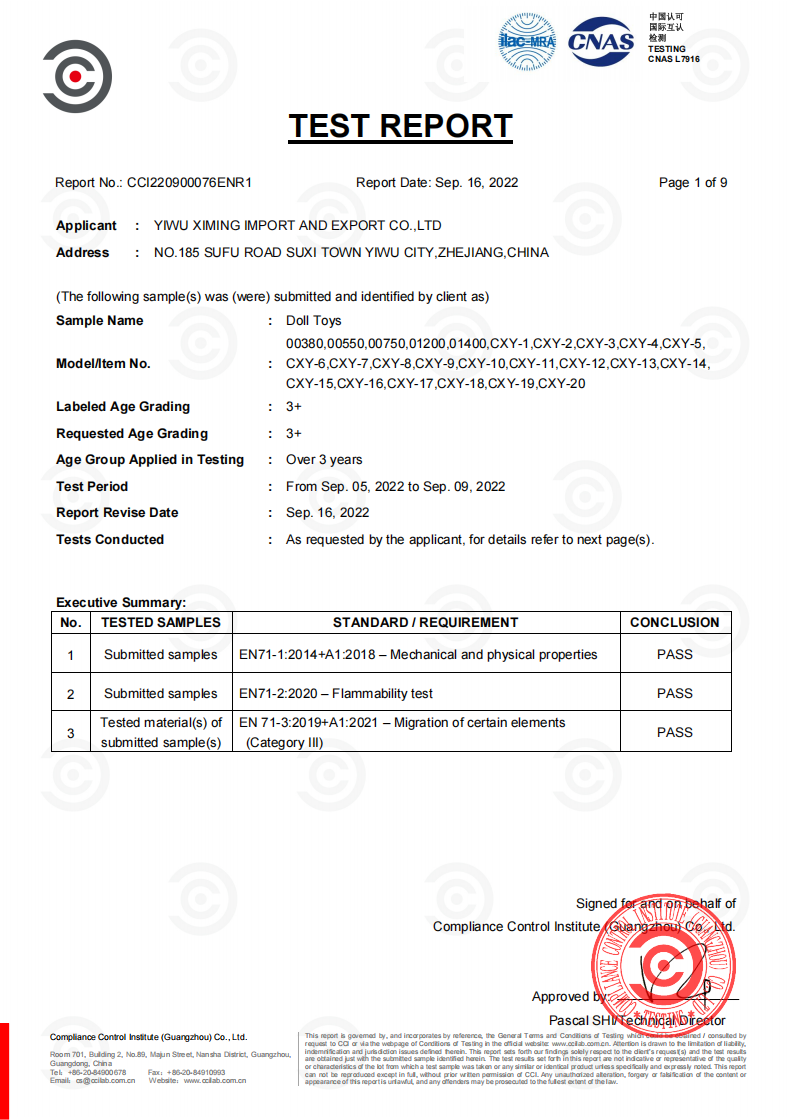 ilac-MRA
CNAS
中国认可
国际互认
检测
TESTING
CNAS L7916
TEST REPORT
Report No.: CCI220900076ENR1 Report Date: Sep. 16, 2022 Page 1 of 9
Applicant : YIWU XIMING IMPORT AND EXPORT CO.,LTD
Address : NO.185 SUFU ROAD SUXI TOWN YIWU CITY,ZHEJIANG,CHINA
(The following sample(s) was (were) submitted and identified by client as)
Sample Name : Doll Toys
00380,00550,00750,01200,01400,CXY-1,CXY-2,CXY-3,CXY-4,CXY-5,
Model/Item No. : CXY-6,CXY-7,CXY-8,CXY-9,CXY-10,CXY-11,CXY-12,CXY-13,CXY-14,
CXY-15,CXY-16,CXY-17,CXY-18,CXY-19,CXY-20
Labeled Age Grading : 3+
Requested Age Grading : 3+
Age Group Applied in Testing : Over 3 years
Test Period : From Sep. 05, 2022 to Sep. 09, 2022
Report Revise Date : Sep. 16, 2022
Tests Conducted : As requested by the applicant, for details refer to next page(s).
Executive Summary:
No. TESTED SAMPLES STANDARD / REQUIREMENT CONCLUSION
1 Submitted samples EN71-1:2014+A1:2018 – Mechanical and physical properties PASS
2 Submitted samples EN71-2:2020 – Flammability test PASS
3 Tested material(s) of submitted sample(s) EN 71-3:2019+A1:2021 – Migration of certain elements (Category III) PASS
Signed for and on behalf of
Compliance Control Institute (Guangzhou) Co., Ltd.
COMPLIANCE CONTROL INSTITUTE (GUANGZHOU) CO., LTD
* TESTING *
Approved by:
Pascal SHI/Technical Director
Compliance Control Institute (Guangzhou) Co., Ltd.
Room 701, Building 2, No.89, Majun Street, Nansha District, Guangzhou,
Guangdong, China
Tel: +86-20-84900678 Fax: +86-20-84910993
Email: cs@ccilab.com.cn Website: www.ccilab.com.cn
This report is governed by, and incorporates by reference, the General Terms and Conditions of Testing which could be obtained / consulted by
request to CCI or via the webpage of Conditions of Testing in the official website: www.ccilab.com.cn. Attention is drawn to the limitation of liability,
indemnification and jurisdiction issues defined herein. This report sets forth our findings solely respect to the client's request(s) and the test results
are obtained just with the submitted sample identified herein. The test results set forth in this report are not indicative or representative of the quality
or characteristics of the lot from which a test sample was taken or any similar or identical product unless specifically and expressly noted. This report
can not be reproduced except in full, without prior written permission of CCI. Any unauthorized alteration, forgery or falsification of the content or
appearance of this report is unlawful, and any offenders may be prosecuted to the fullest extent of the law.